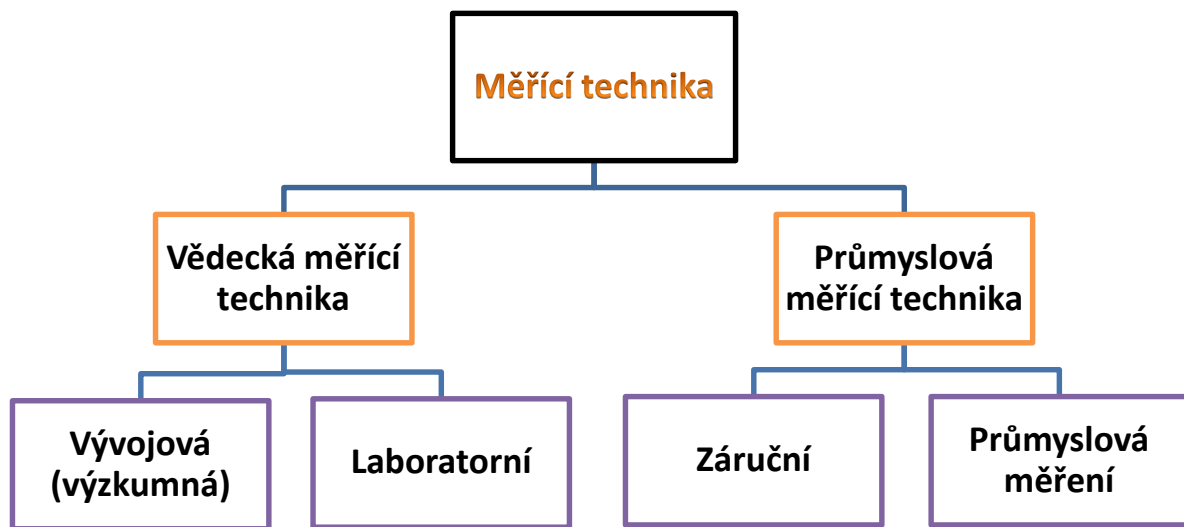 Měřící technika
Vědecká měřící
technika
Průmyslová
měřící technika
Vývojová
(výzkumná)
Laboratorní
Záruční
Průmyslová
měření